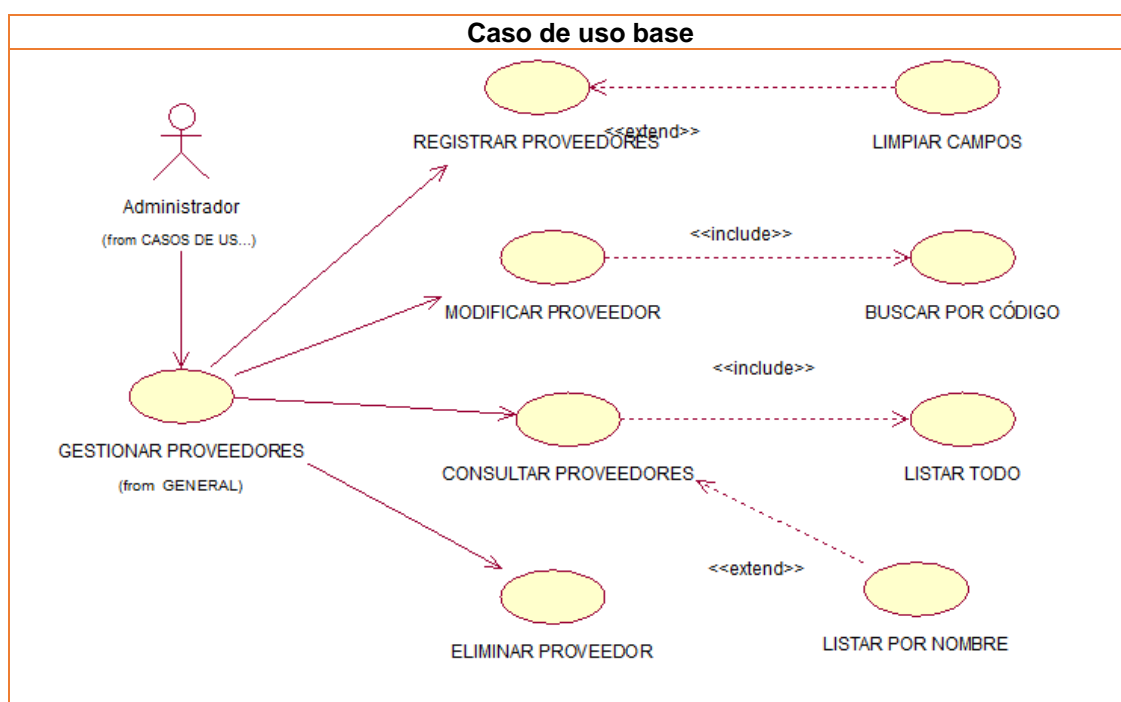 Caso de uso base
REGISTRAR PROVEEDORES
<<extend>>
LIMPIAR CAMPOS
Administrador
(from CASOS DE US...)
<<include>>
MODIFICAR PROVEEDOR
BUSCAR POR CÓDIGO
<<include>>
GESTIONAR PROVEEDORES
(from GENERAL)
CONSULTAR PROVEEDORES
LISTAR TODO
<<extend>>
ELIMINAR PROVEEDOR
LISTAR POR NOMBRE